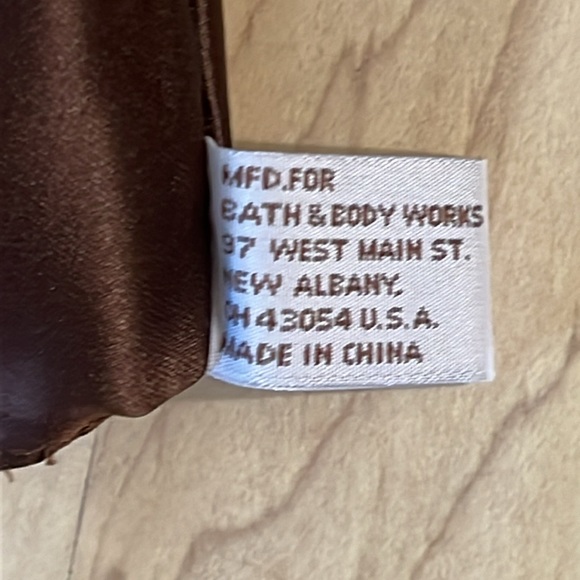 MFD.FOR
BATH & BODY WORKS
97 WEST MAIN ST.
NEW ALBANY,
OH 43054 U.S.A.
MADE IN CHINA